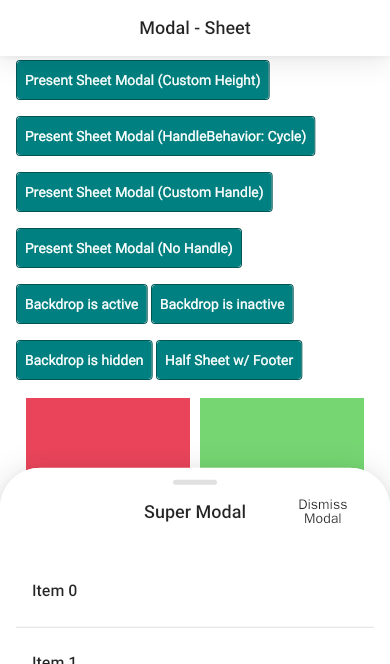 Modal - Sheet
Present Sheet Modal (Custom Height)
Present Sheet Modal (HandleBehavior: Cycle)
Present Sheet Modal (Custom Handle)
Present Sheet Modal (No Handle)
Backdrop is active Backdrop is inactive
Backdrop is hidden Half Sheet w/ Footer
Super Modal
Dismiss
Modal
Item 0
Item 1